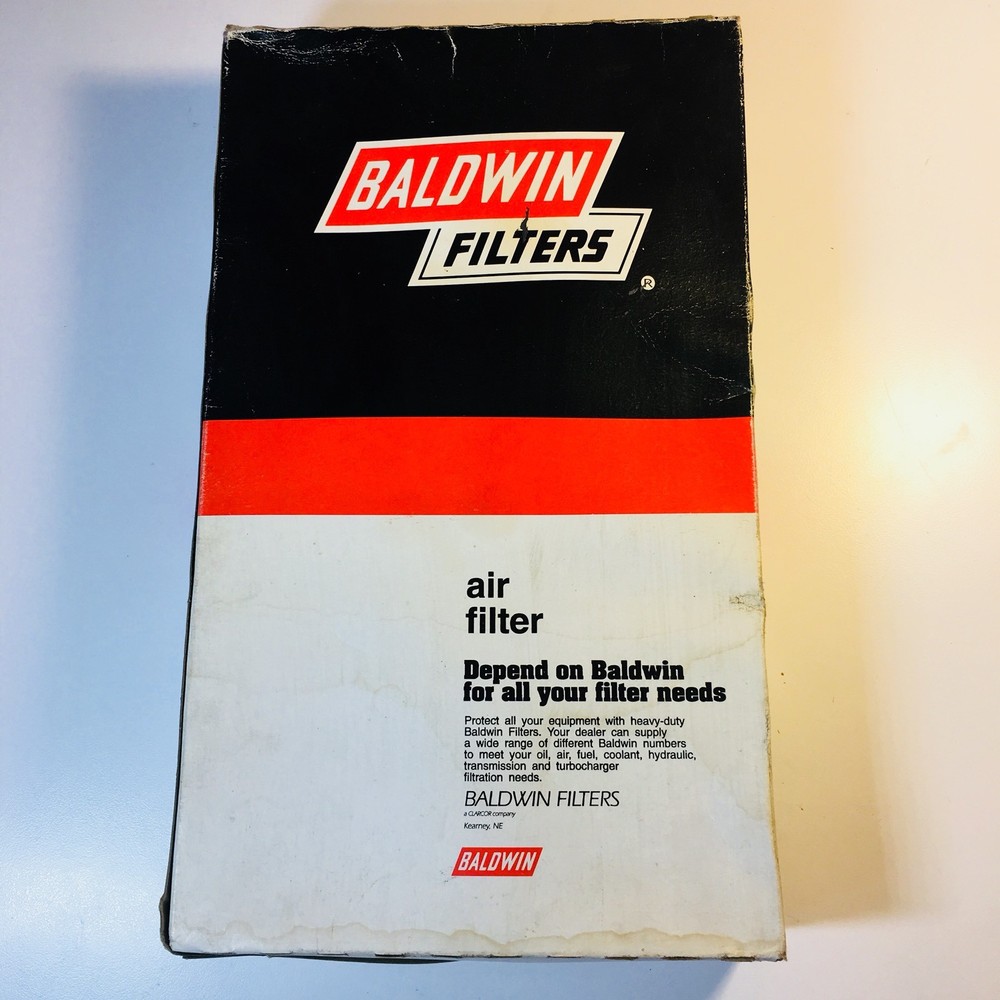 BALDWIN
FILTERS
®
air
filter
Depend on Baldwin
for all your filter needs
Protect all your equipment with heavy-duty
Baldwin Filters. Your dealer can supply
a wide range of different Baldwin numbers
to meet your oil, air, fuel, coolant, hydraulic,
transmission and turbocharger
filtration needs.
BALDWIN FILTERS
a CLARCOR company
Kearney, NE
BALDWIN